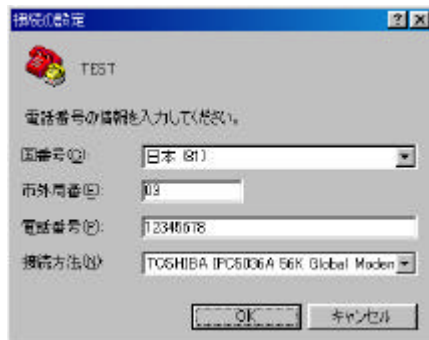 接続の設定
TEST
電話番号の情報を入力してください。
国番号(C): 日本 (81)
市外局番(E): 03
電話番号(P): 12345678
接続方法(N): TOSHIBA IPC5036A 56K Global Modem
OK キャンセル